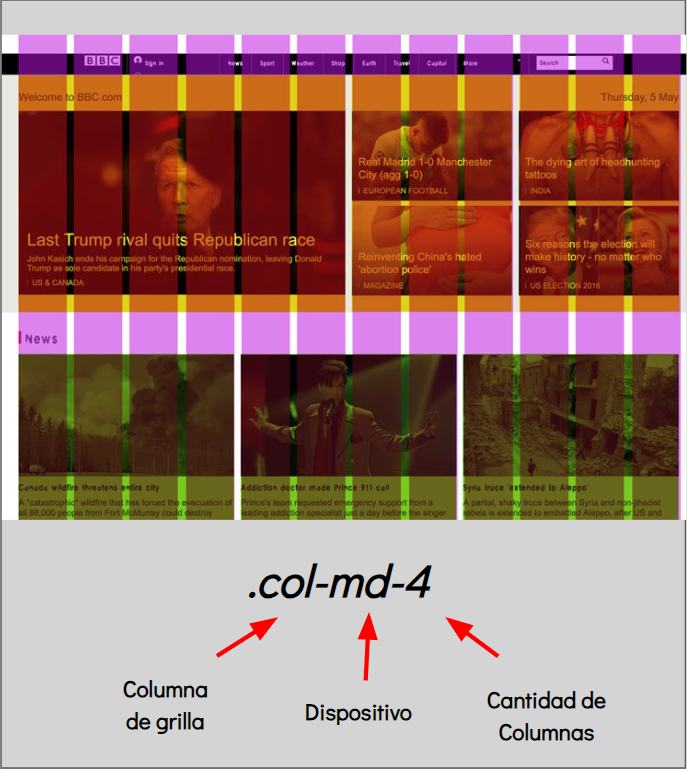 BBC Sign in News Sport Weather Shop Earth Travel Capital More Search
Welcome to BBC.com Thursday, 5 May
Last Trump rival quits Republican race
John Kasich ends his campaign for the Republican nomination, leaving Donald
Trump as sole candidate in his party's presidential race.
US & CANADA
Real Madrid 1-0 Manchester
City (agg 1-0)
EUROPEAN FOOTBALL
The dying art of headhunting
tattoos
INDIA
Reinventing China's hated
'abortion police'
MAGAZINE
Six reasons the election will
make history - no matter who
wins
US ELECTION 2016
News
Canada wildfire threatens entire city
A "catastrophic" wildfire that has forced the evacuation of
all 88,000 people from Fort McMurray could destroy
Addiction doctor made Prince 911 call
Prince's team requested emergency support from a
leading addiction specialist just a day before the singer
Syria truce 'extended to Aleppo'
A partial, shaky truce between Syria and non-jihadist
rebels is extended to embattled Aleppo, after US and
.col-md-4
Columna
de grilla
Dispositivo
Cantidad de
Columnas